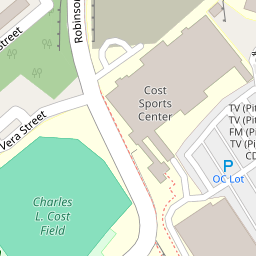 Street
Robinson
Cost
Sports
Center
Vera Street
TV (Pi
TV (Pi
FM (Pi
TV (Pi
CD
P
OC Lot
Charles
L. Cost
Field